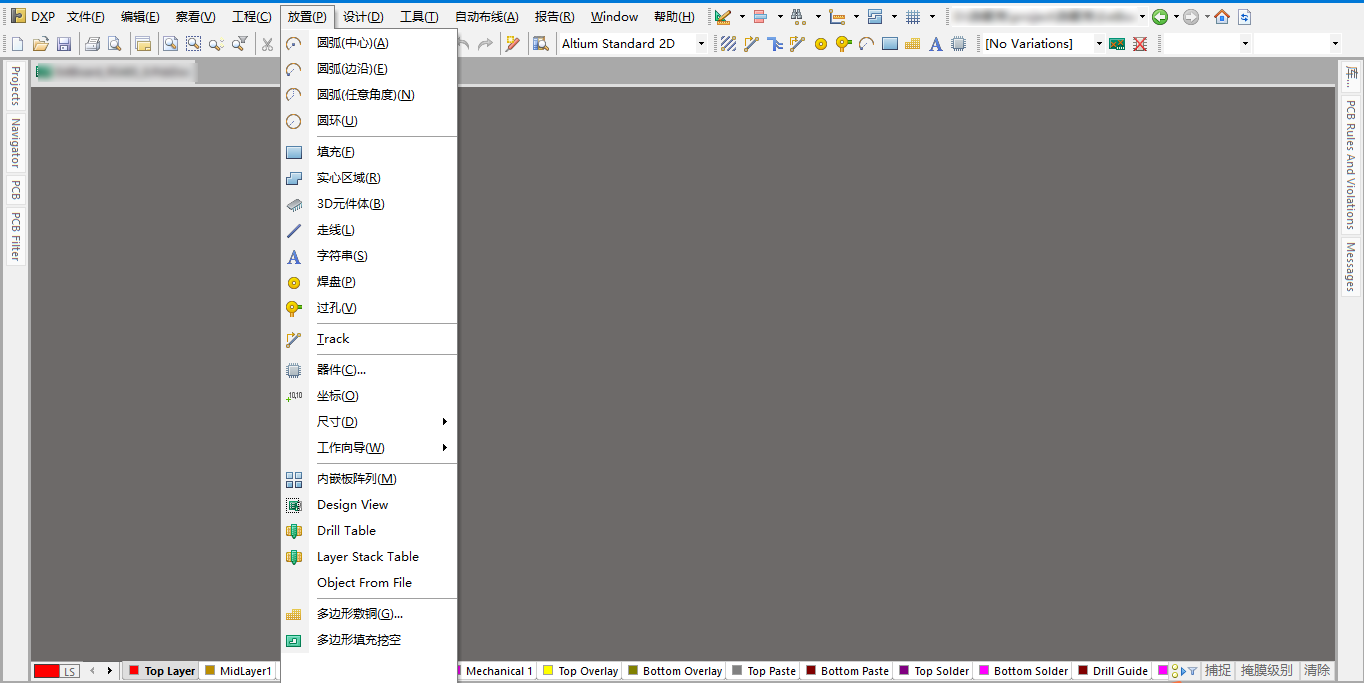 DXP 文件(F) 编辑(E) 察看(V) 工程(C) 放置(P) 设计(D) 工具(T) 自动布线(A) 报告(R) Window 帮助(H)
Altium Standard 2D [No Variations]
Projects
Navigator
PCB
PCB Filter
圆弧(中心)(A)
圆弧(边沿)(E)
圆弧(任意角度)(N)
圆环(U)
填充(F)
实心区域(R)
3D元件体(B)
走线(L)
字符串(S)
焊盘(P)
过孔(V)
Track
器件(C)...
10,10 坐标(O)
尺寸(D)
工作向导(W)
内嵌板阵列(M)
Design View
Drill Table
Layer Stack Table
Object From File
多边形敷铜(G)...
多边形填充挖空
库...
PCB Rules And Violations
Messages
LS Top Layer MidLayer1 Mechanical 1 Top Overlay Bottom Overlay Top Paste Bottom Paste Top Solder Bottom Solder Drill Guide 捕捉 掩膜级别 清除